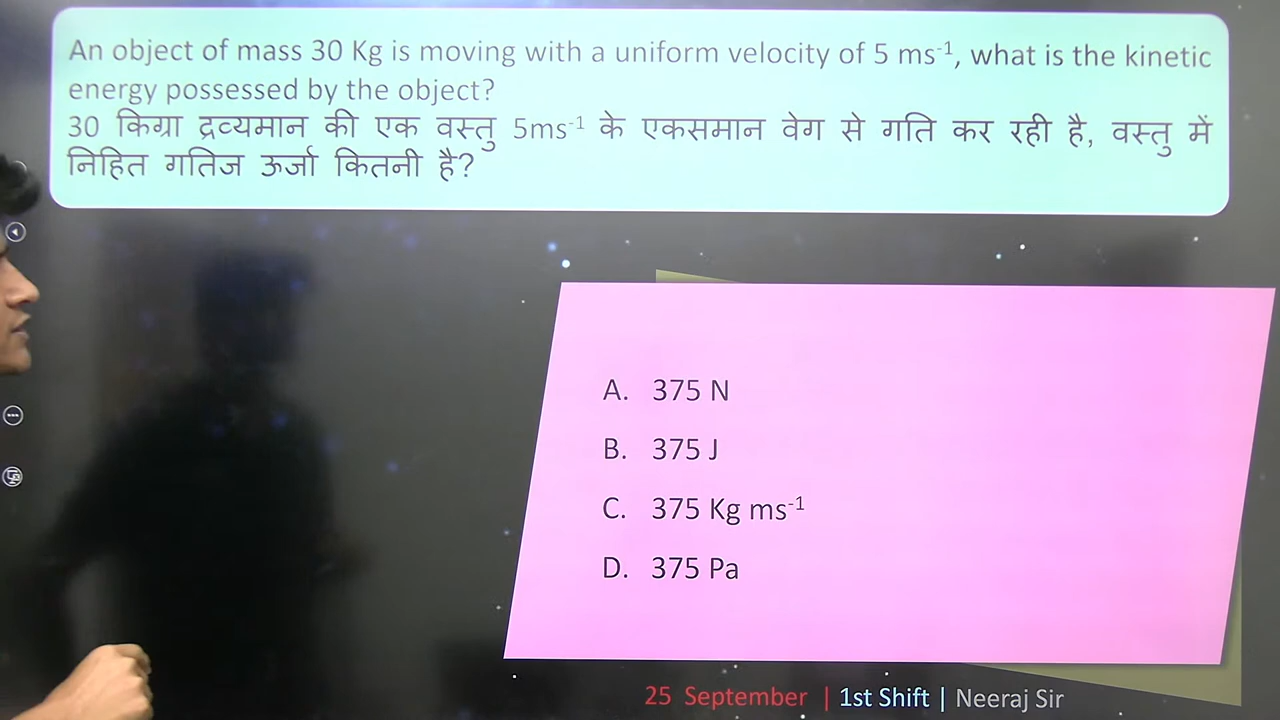 An object of mass 30 Kg is moving with a uniform velocity of 5 ms⁻¹, what is the kinetic
energy possessed by the object?
30 किग्रा द्रव्यमान की एक वस्तु 5ms⁻¹ के एकसमान वेग से गति कर रही है, वस्तु में
निहित गतिज ऊर्जा कितनी है?
A. 375 N
B. 375 J
C. 375 Kg ms⁻¹
D. 375 Pa
25 September | 1st Shift | Neeraj Sir